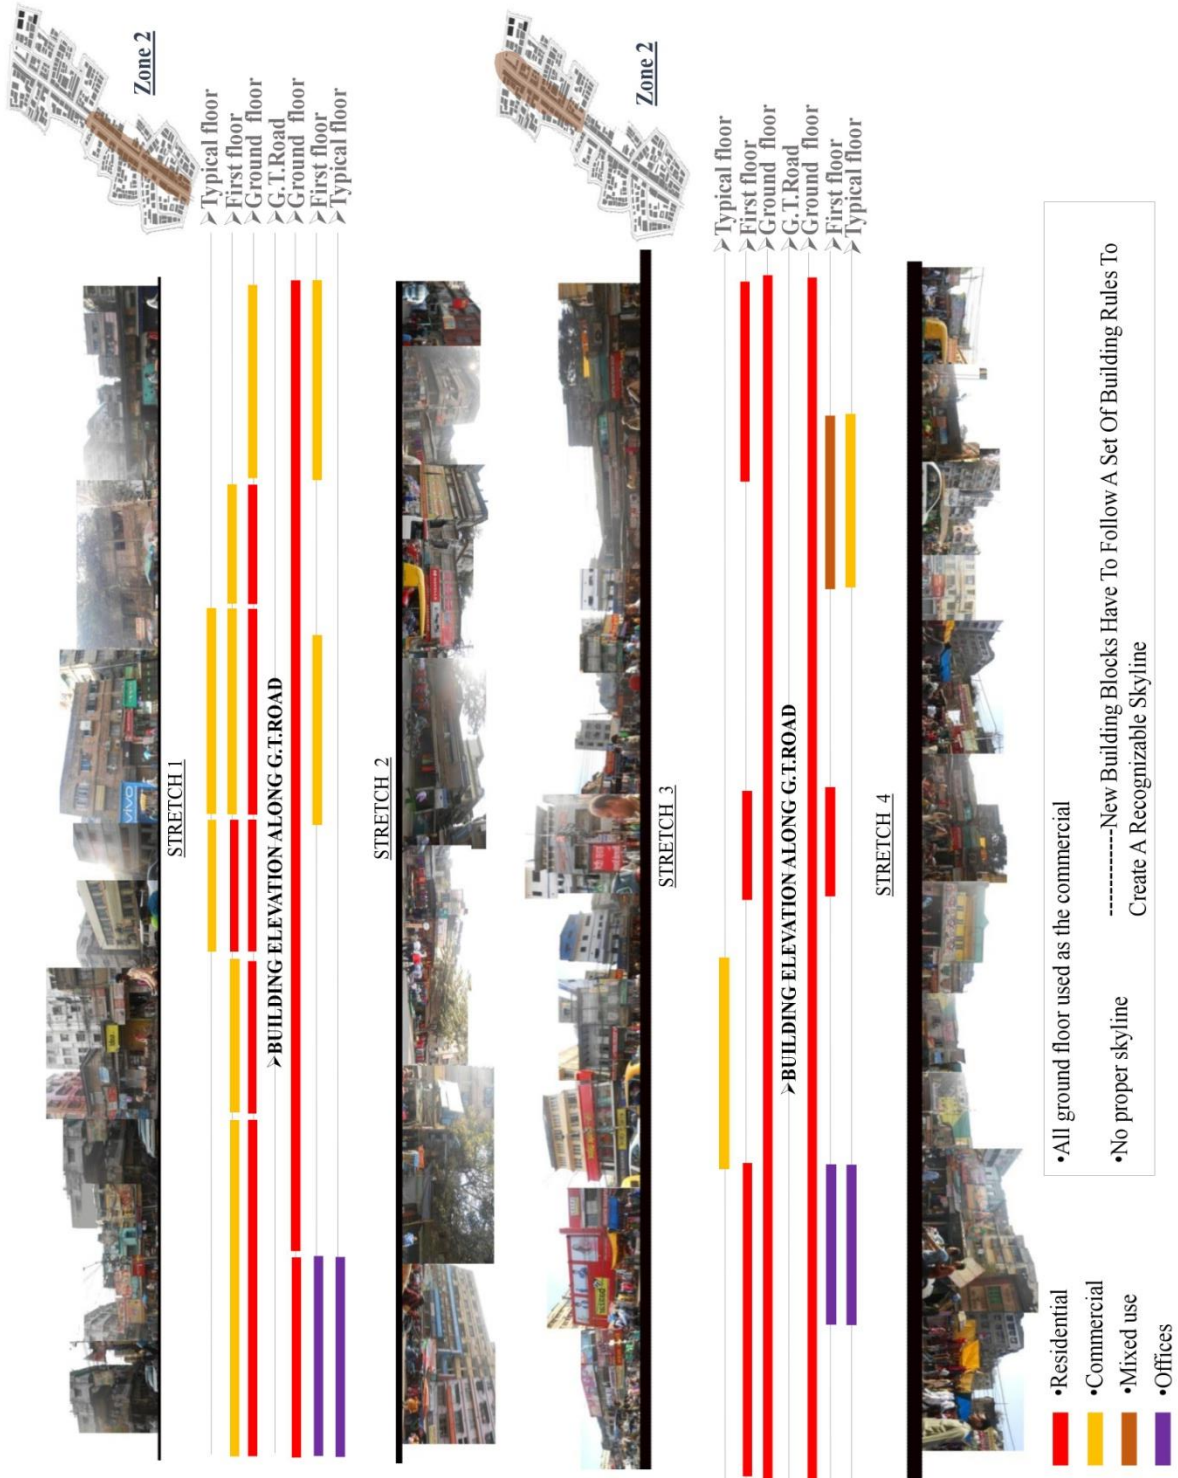 Zone 2
➢Typical floor
➢First floor
➢Ground floor
➢G.T.Road
➢Ground floor
➢First floor
➢Typical floor
vivo
STRETCH 1
➢BUILDING ELEVATION ALONG G.T.ROAD
STRETCH 2
Zone 2
➢Typical floor
➢First floor
➢Ground floor
➢G.T.Road
➢Ground floor
➢First floor
➢Typical floor
STRETCH 3
➢BUILDING ELEVATION ALONG G.T.ROAD
STRETCH 4
•Residential
•Commercial
•Mixed use
•Offices
•All ground floor used as the commercial
•No proper skyline ----------New Building Blocks Have To Follow A Set Of Building Rules To
Create A Recognizable Skyline